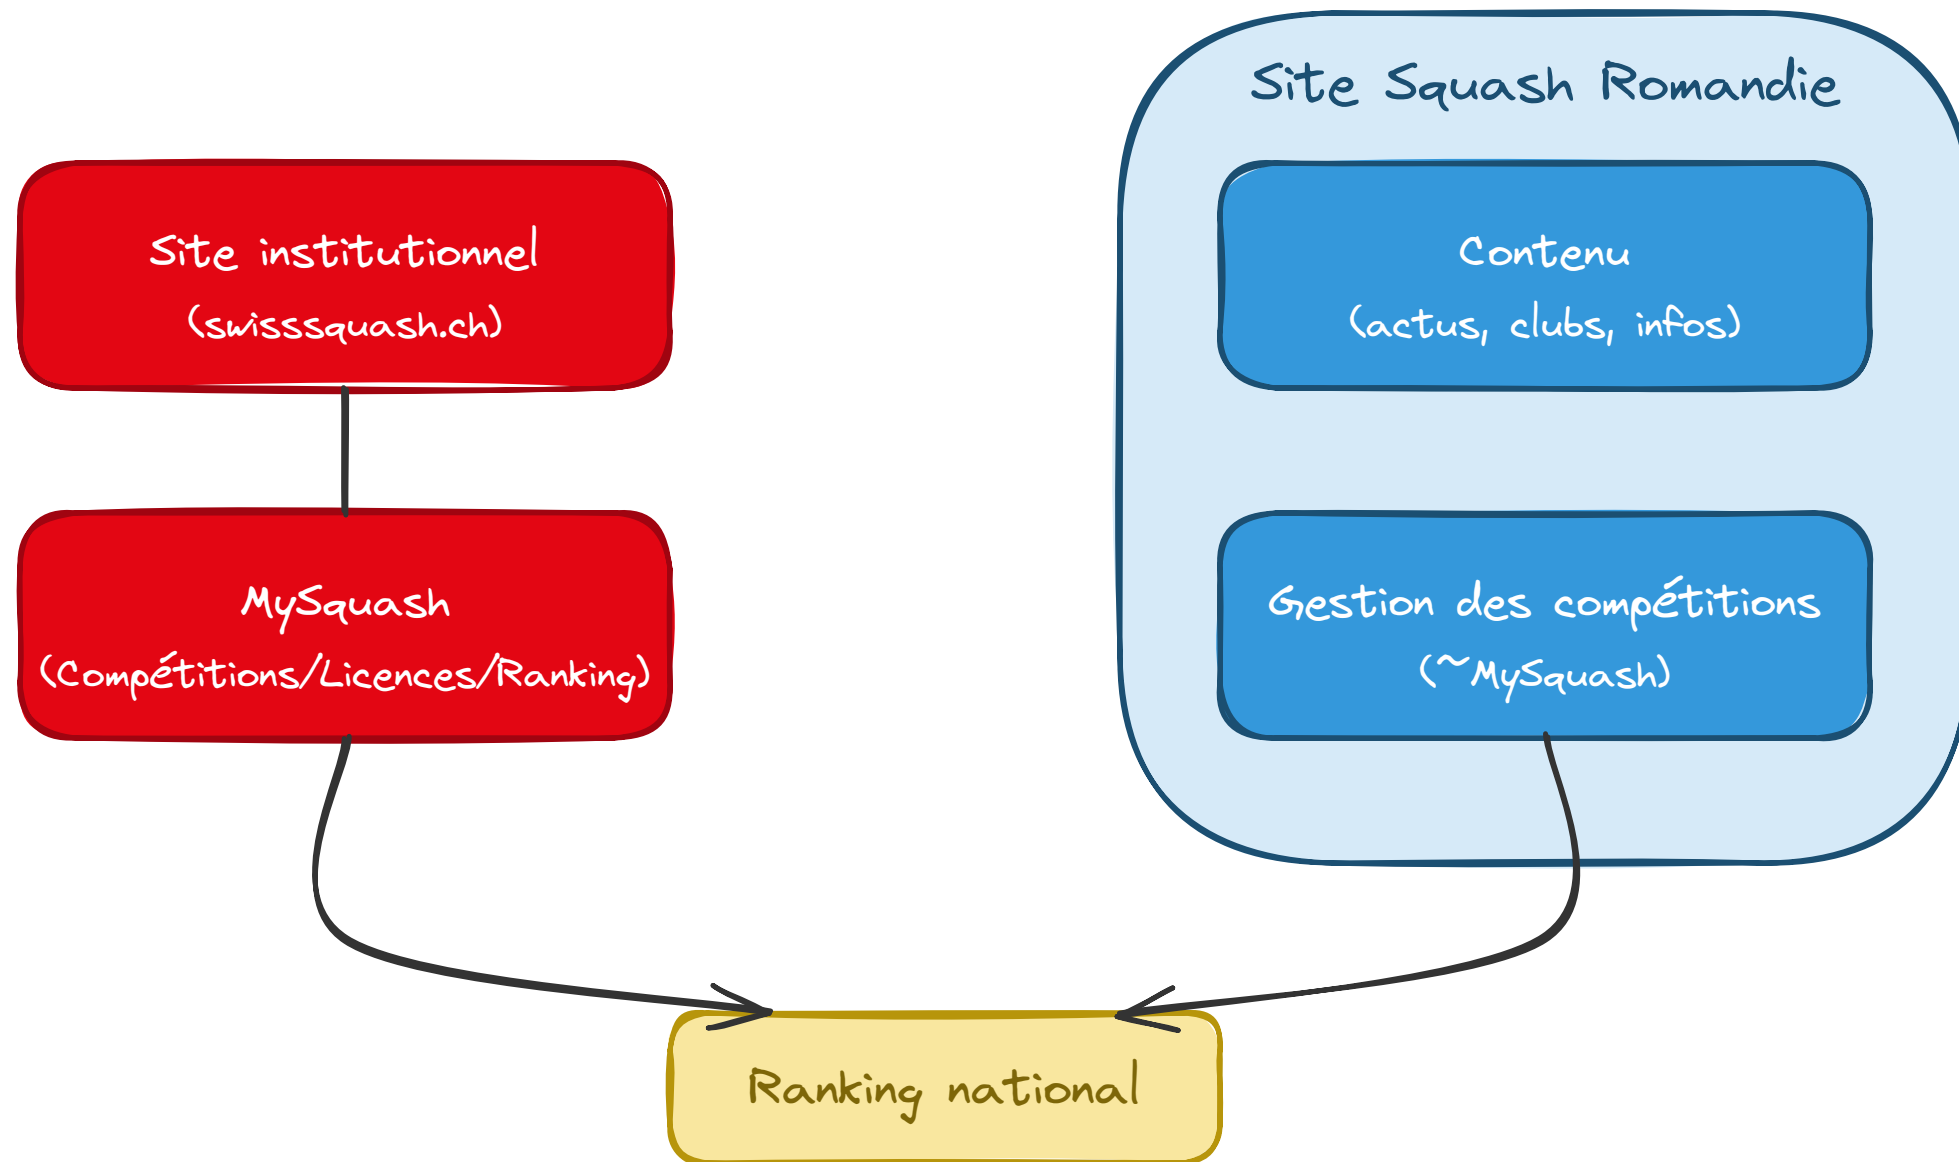 Site Squash Romandie
Site institutionnel
(swisssquash.ch)
Contenu
(actus, clubs, infos)
MySquash
(Compétitions/Licences/Ranking)
Gestion des compétitions
(~MySquash)
Ranking national